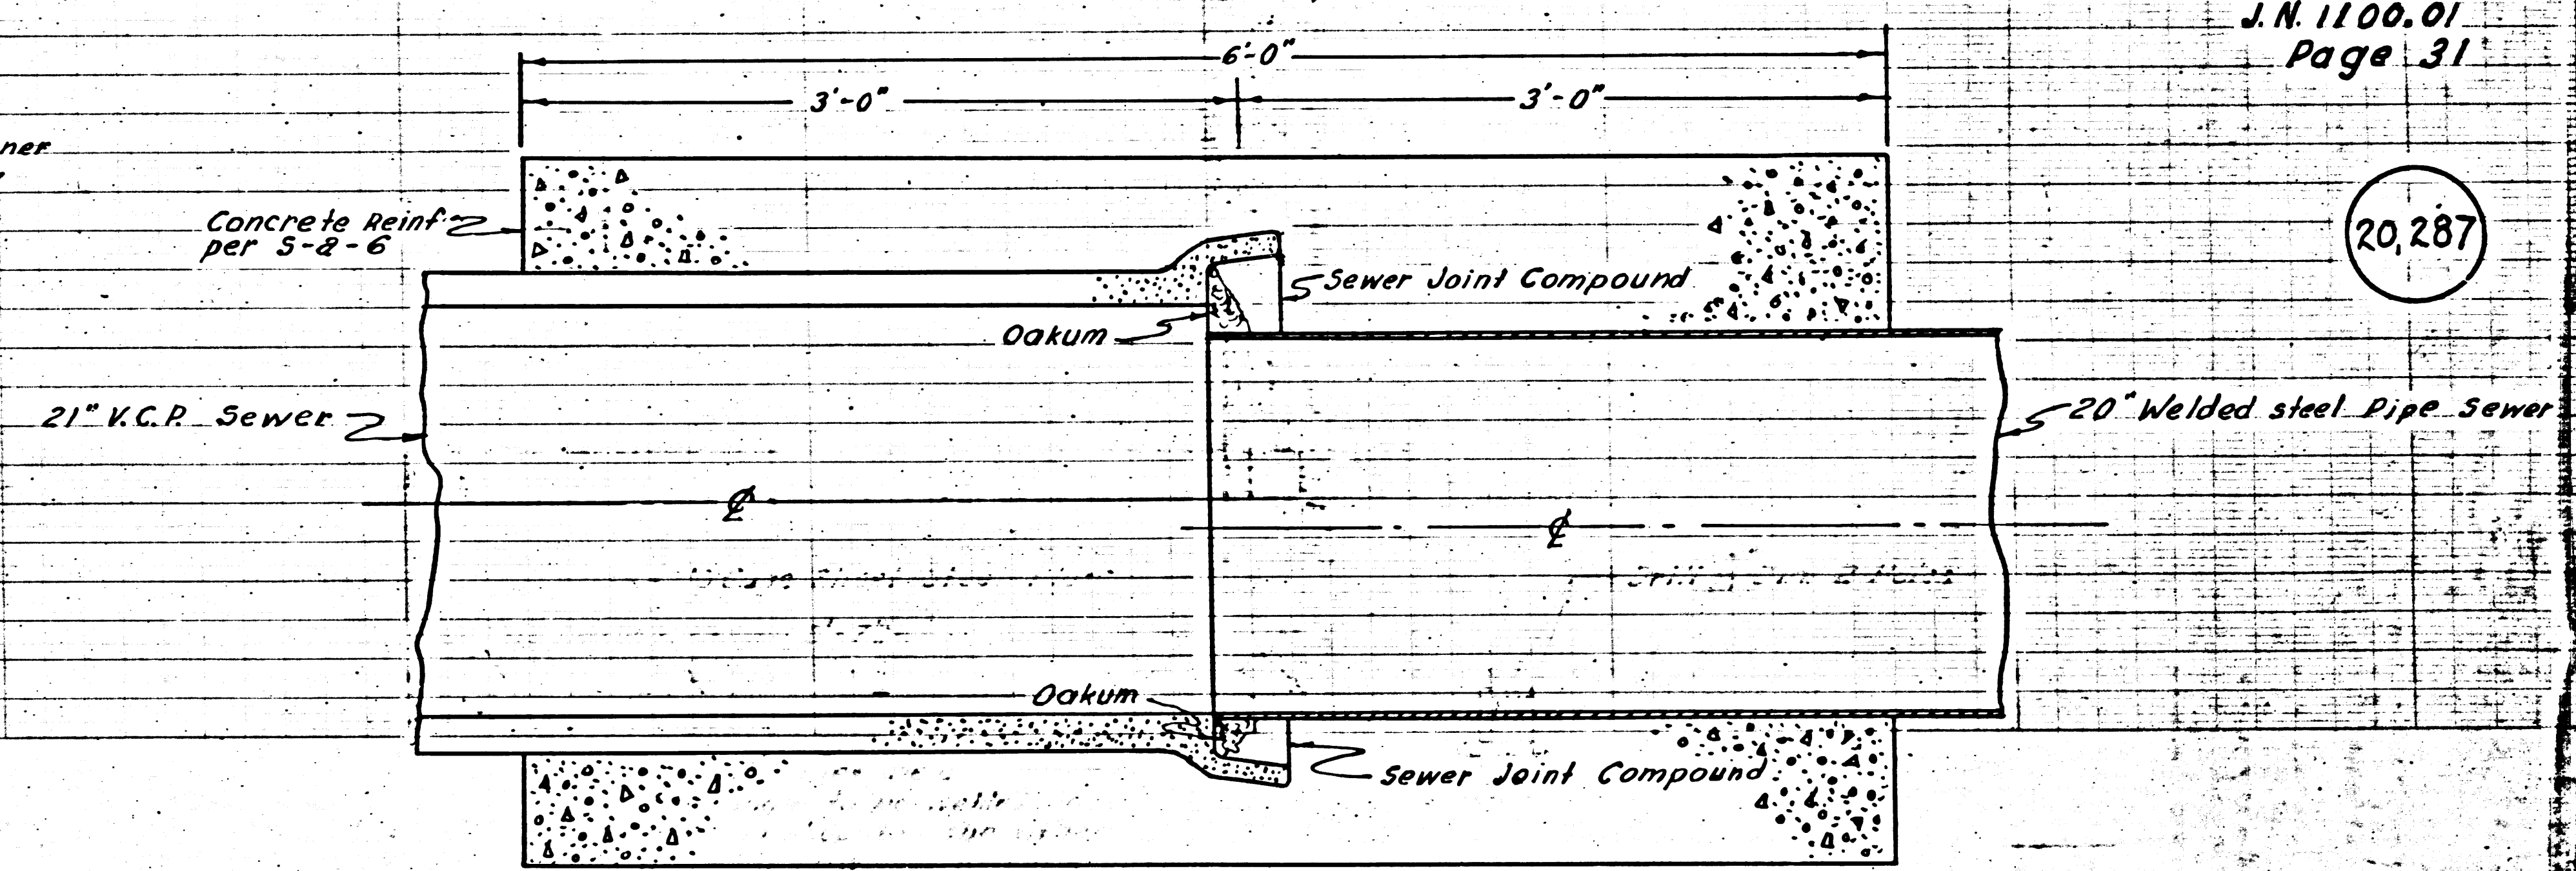 J.N. 1100.01
Page 31
6'-0"
3'-0"
3'-0"
20,287
Concrete Reinf.
per S-a-6
Sewer Joint Compound
Oakum
21" V.C.P. Sewer
20" Welded steel Pipe Sewer
℄
℄
Oakum
Sewer Joint Compound